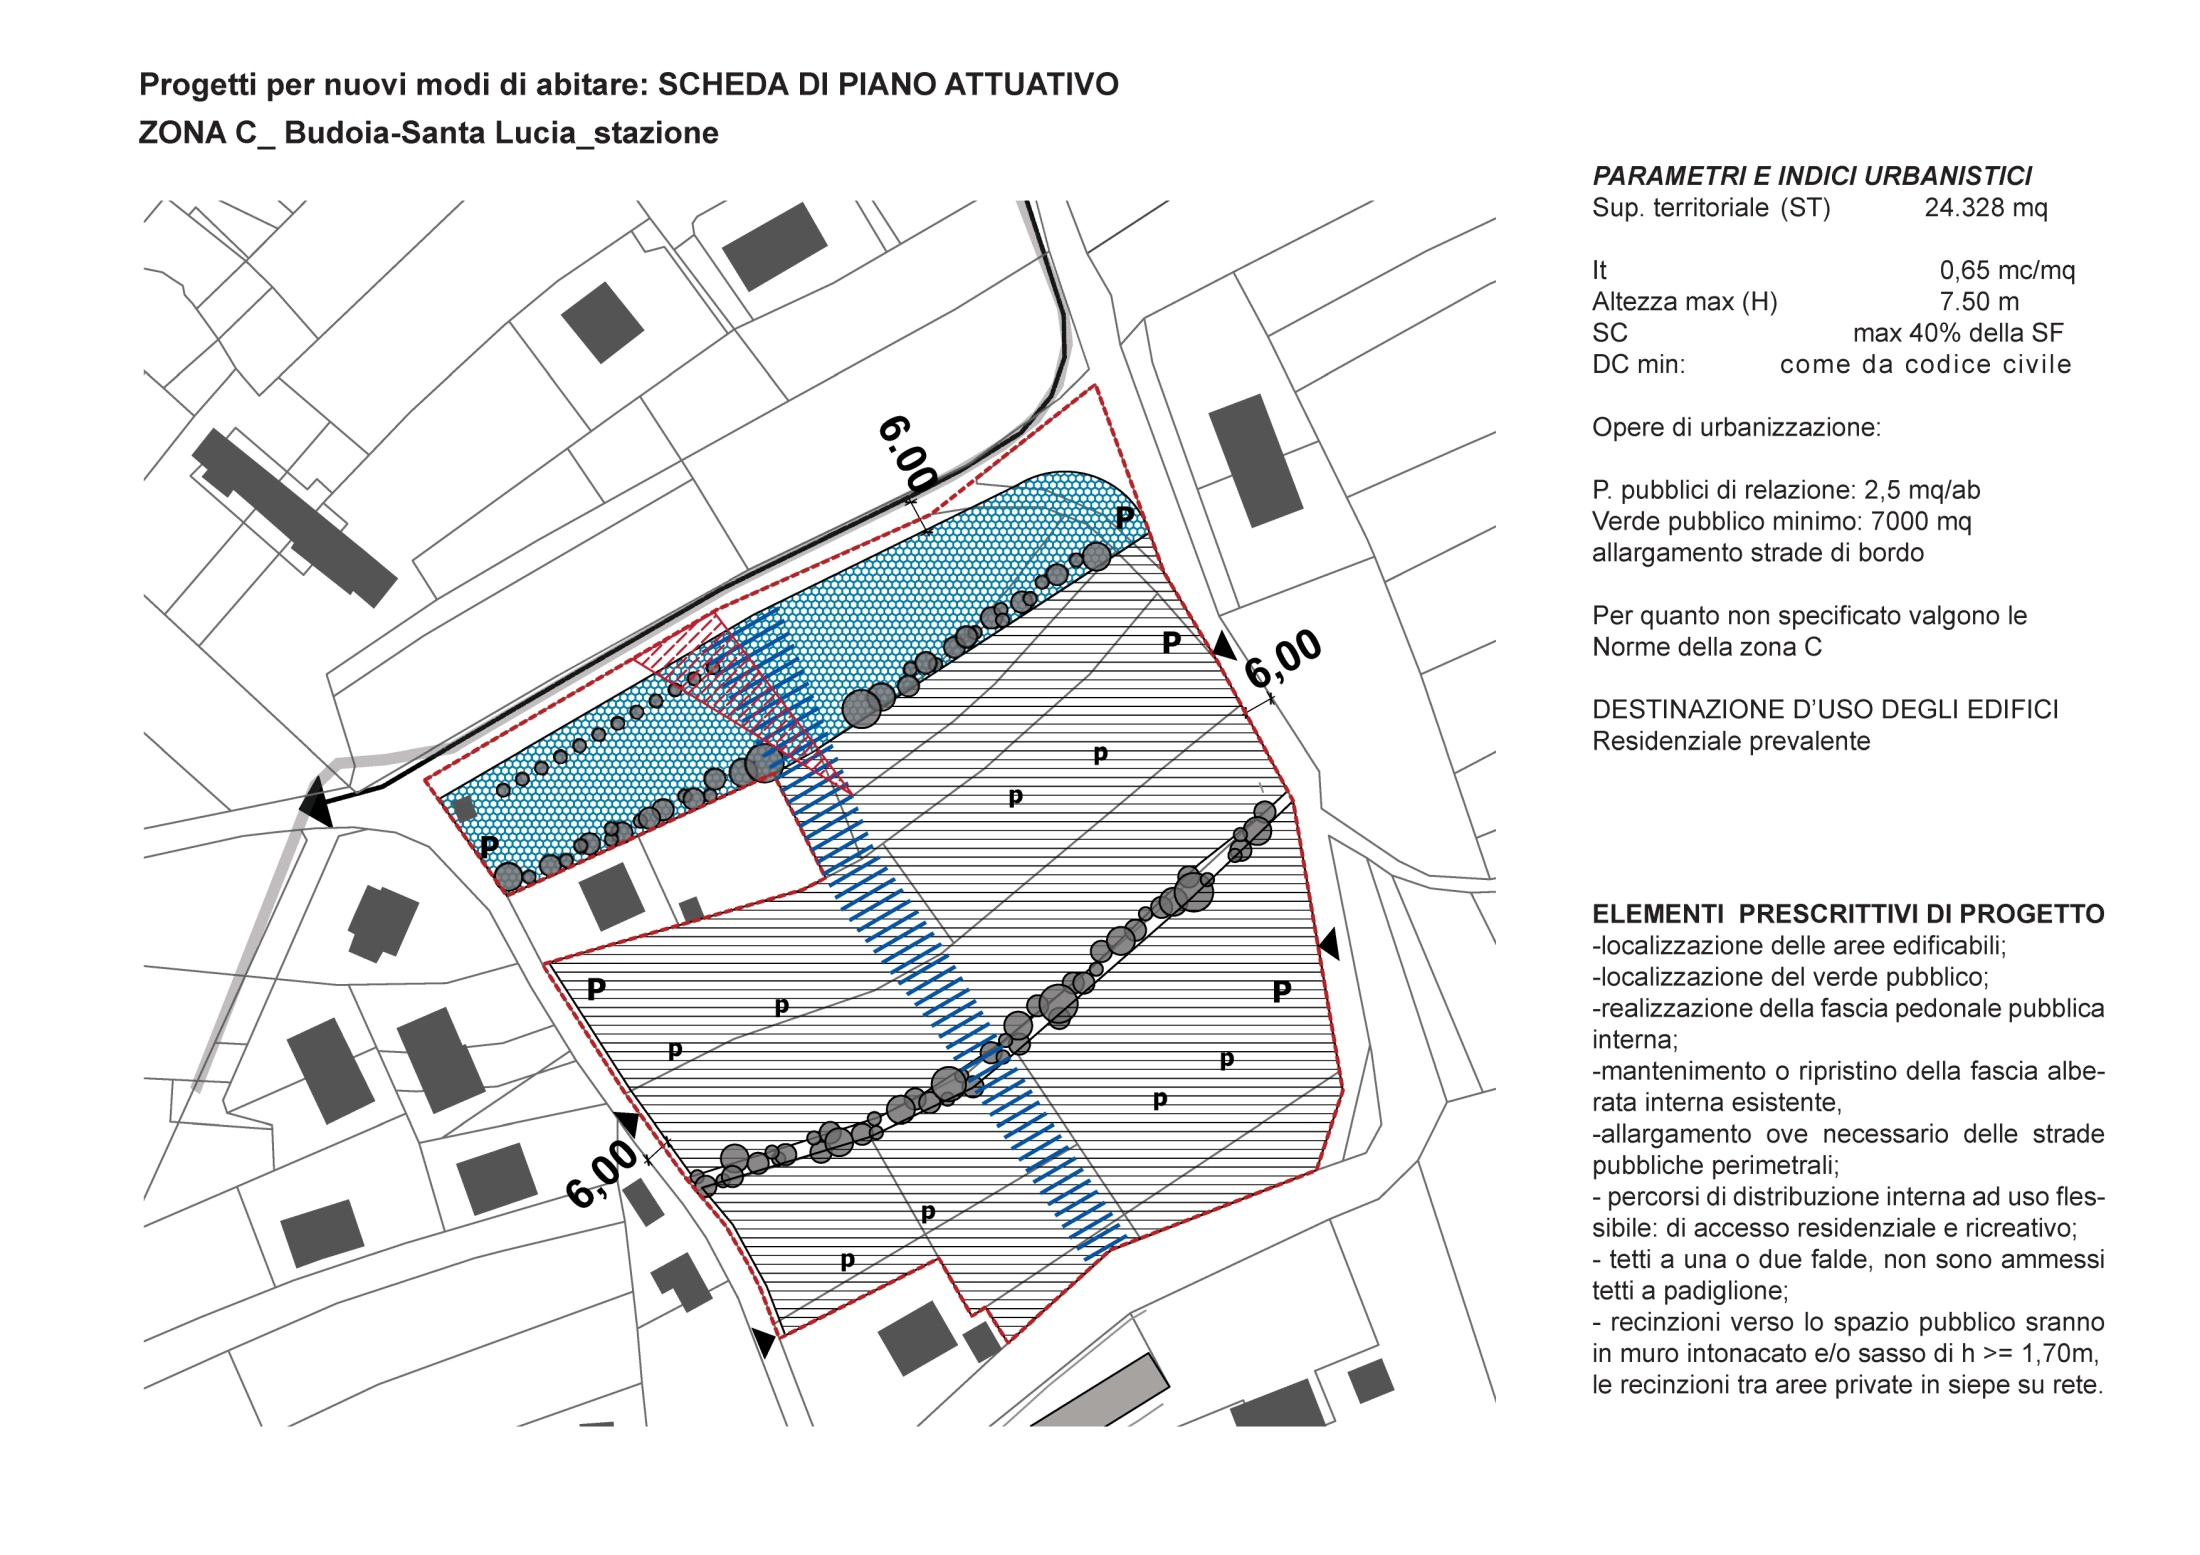 Progetti per nuovi modi di abitare: SCHEDA DI PIANO ATTUATIVO
ZONA C_ Budoia-Santa Lucia_stazione
PARAMETRI E INDICI URBANISTICI
Sup. territoriale (ST) 24.328 mq
It 0,65 mc/mq
Altezza max (H) 7.50 m
SC max 40% della SF
DC min: come da codice civile
Opere di urbanizzazione:
P. pubblici di relazione: 2,5 mq/ab
Verde pubblico minimo: 7000 mq
allargamento strade di bordo
Per quanto non specificato valgono le
Norme della zona C
DESTINAZIONE D'USO DEGLI EDIFICI
Residenziale prevalente
ELEMENTI PRESCRITTIVI DI PROGETTO
-localizzazione delle aree edificabili;
-localizzazione del verde pubblico;
-realizzazione della fascia pedonale pubblica
interna;
-mantenimento o ripristino della fascia albe-
rata interna esistente,
-allargamento ove necessario delle strade
pubbliche perimetrali;
- percorsi di distribuzione interna ad uso fles-
sibile: di accesso residenziale e ricreativo;
- tetti a una o due falde, non sono ammessi
tetti a padiglione;
- recinzioni verso lo spazio pubblico sranno
in muro intonacato e/o sasso di h >= 1,70m,
le recinzioni tra aree private in siepe su rete.
6.00
P
P
6,00
p
p
P
P
p
P
p
p
p
6,00
p
p